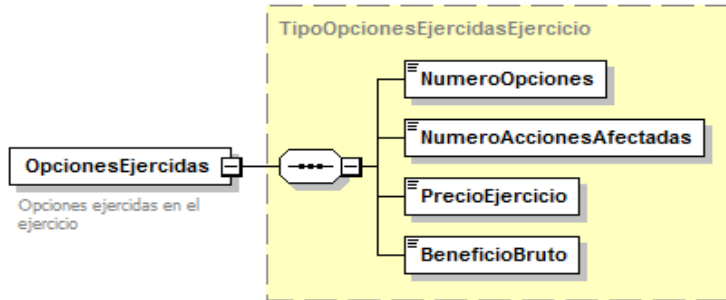 TipoOpcionesEjercidasEjercicio
NumeroOpciones
NumeroAccionesAfectadas
OpcionesEjercidas
Opciones ejercidas en el
ejercicio
PrecioEjercicio
BeneficioBruto